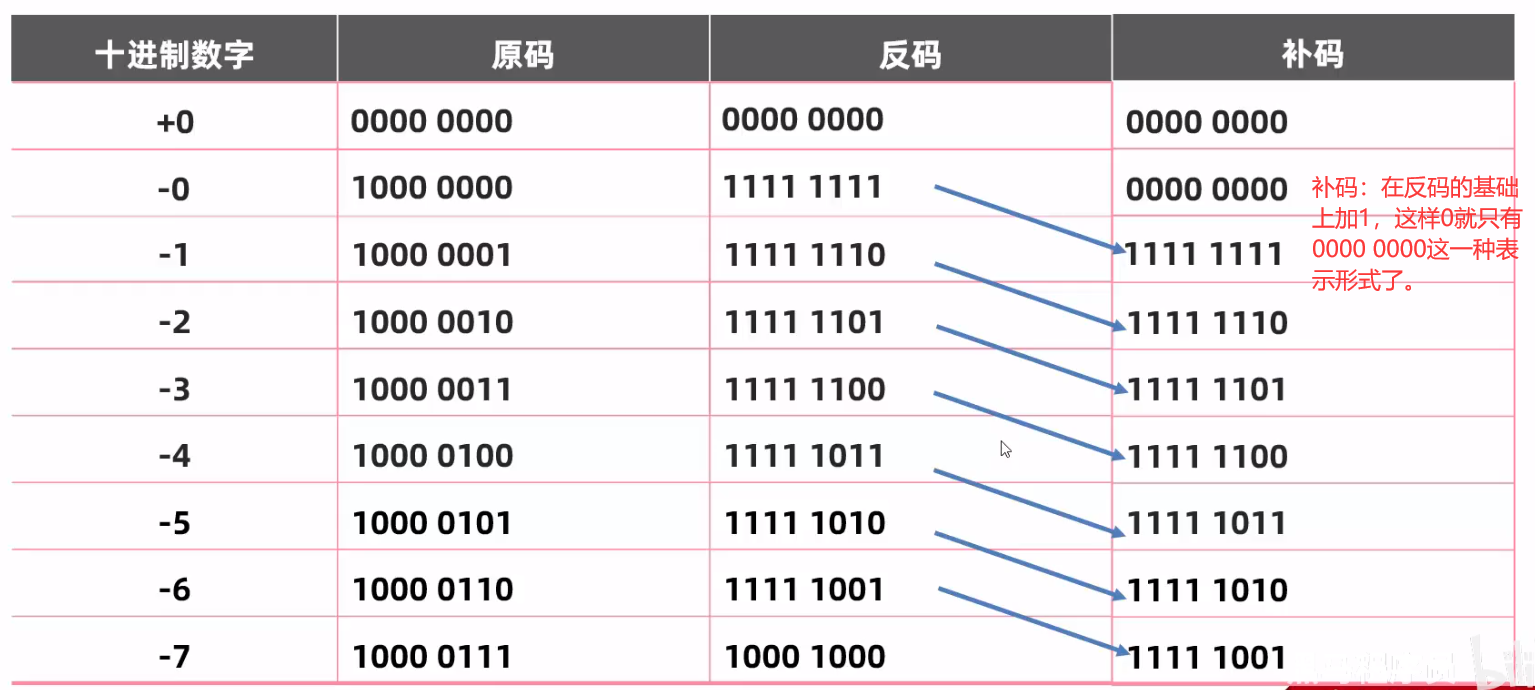 十进制数字 原码 反码 补码
+0 0000 0000 0000 0000 0000 0000
-0 1000 0000 1111 1111 0000 0000
-1 1000 0001 1111 1110 1111 1111
-2 1000 0010 1111 1101 1111 1110
-3 1000 0011 1111 1100 1111 1101
-4 1000 0100 1111 1011 1111 1100
-5 1000 0101 1111 1010 1111 1011
-6 1000 0110 1111 1001 1111 1010
-7 1000 0111 1000 1000 1111 1001
补码：在反码的基础
上加1，这样0就只有
0000 0000这一种表
示形式了。